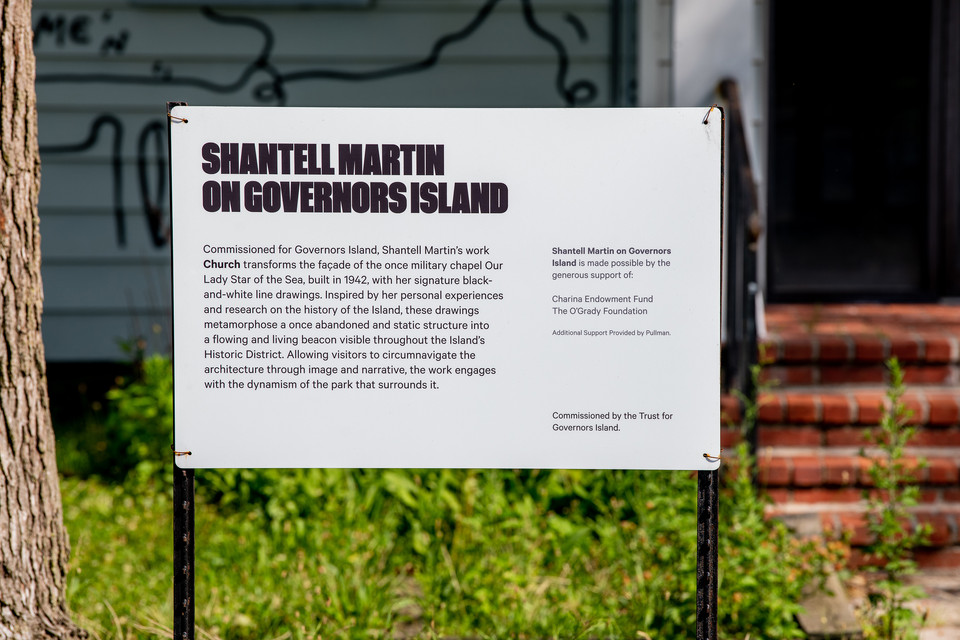 ME 'N
SHANTELL MARTIN
ON GOVERNORS ISLAND
Commissioned for Governors Island, Shantell Martin's work
Church transforms the façade of the once military chapel Our
Lady Star of the Sea, built in 1942, with her signature black-
and-white line drawings. Inspired by her personal experiences
and research on the history of the Island, these drawings
metamorphose a once abandoned and static structure into
a flowing and living beacon visible throughout the Island's
Historic District. Allowing visitors to circumnavigate the
architecture through image and narrative, the work engages
with the dynamism of the park that surrounds it.
Shantell Martin on Governors
Island is made possible by the
generous support of:
Charina Endowment Fund
The O'Grady Foundation
Additional Support Provided by Pullman.
Commissioned by the Trust for
Governors Island.